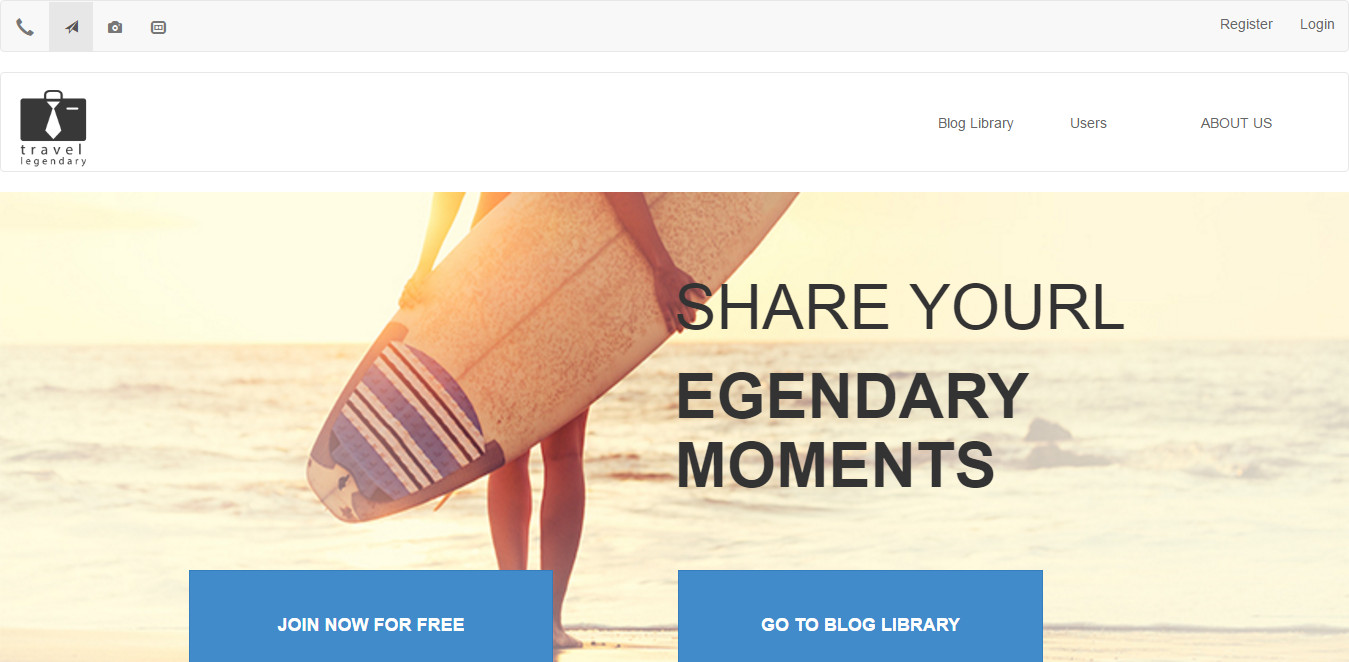 Register Login
travel
legendary
Blog Library Users ABOUT US
SHARE YOURL
EGENDARY
MOMENTS
JOIN NOW FOR FREE GO TO BLOG LIBRARY